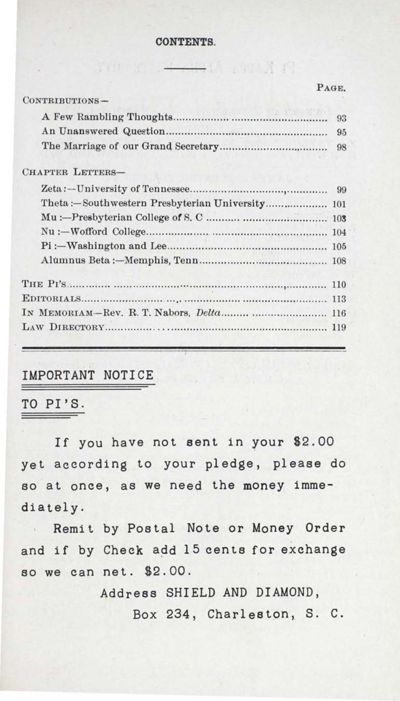 CONTENTS.
PAGE.
CONTRIBUTIONS—
A Few Rambling Thoughts........................................ 93
An Unanswered Question........................................ 95
The Marriage of our Grand Secretary........................... 98
CHAPTER LETTERS—
Zeta:—University of Tennessee.................................. 99
Theta:—Southwestern Presbyterian University............... 101
Mu:—Presbyterian College of S. C .............................. 103
Nu:—Wofford College............................................ 104
Pi:—Washington and Lee........................................ 105
Alumnus Beta:—Memphis, Tenn................................ 108
THE PI'S............................................................ 110
EDITORIALS........................................................ 113
IN MEMORIAM—Rev. R. T. Nabors, Delta........................ 116
LAW DIRECTORY.................................................. 119
IMPORTANT NOTICE
TO PI'S.
If you have not sent in your $2.00
yet according to your pledge, please do
so at once, as we need the money imme-
diately.
Remit by Postal Note or Money Order
and if by Check add 15 cents for exchange
so we can net. $2.00.
Address SHIELD AND DIAMOND,
Box 234, Charleston, S. C.